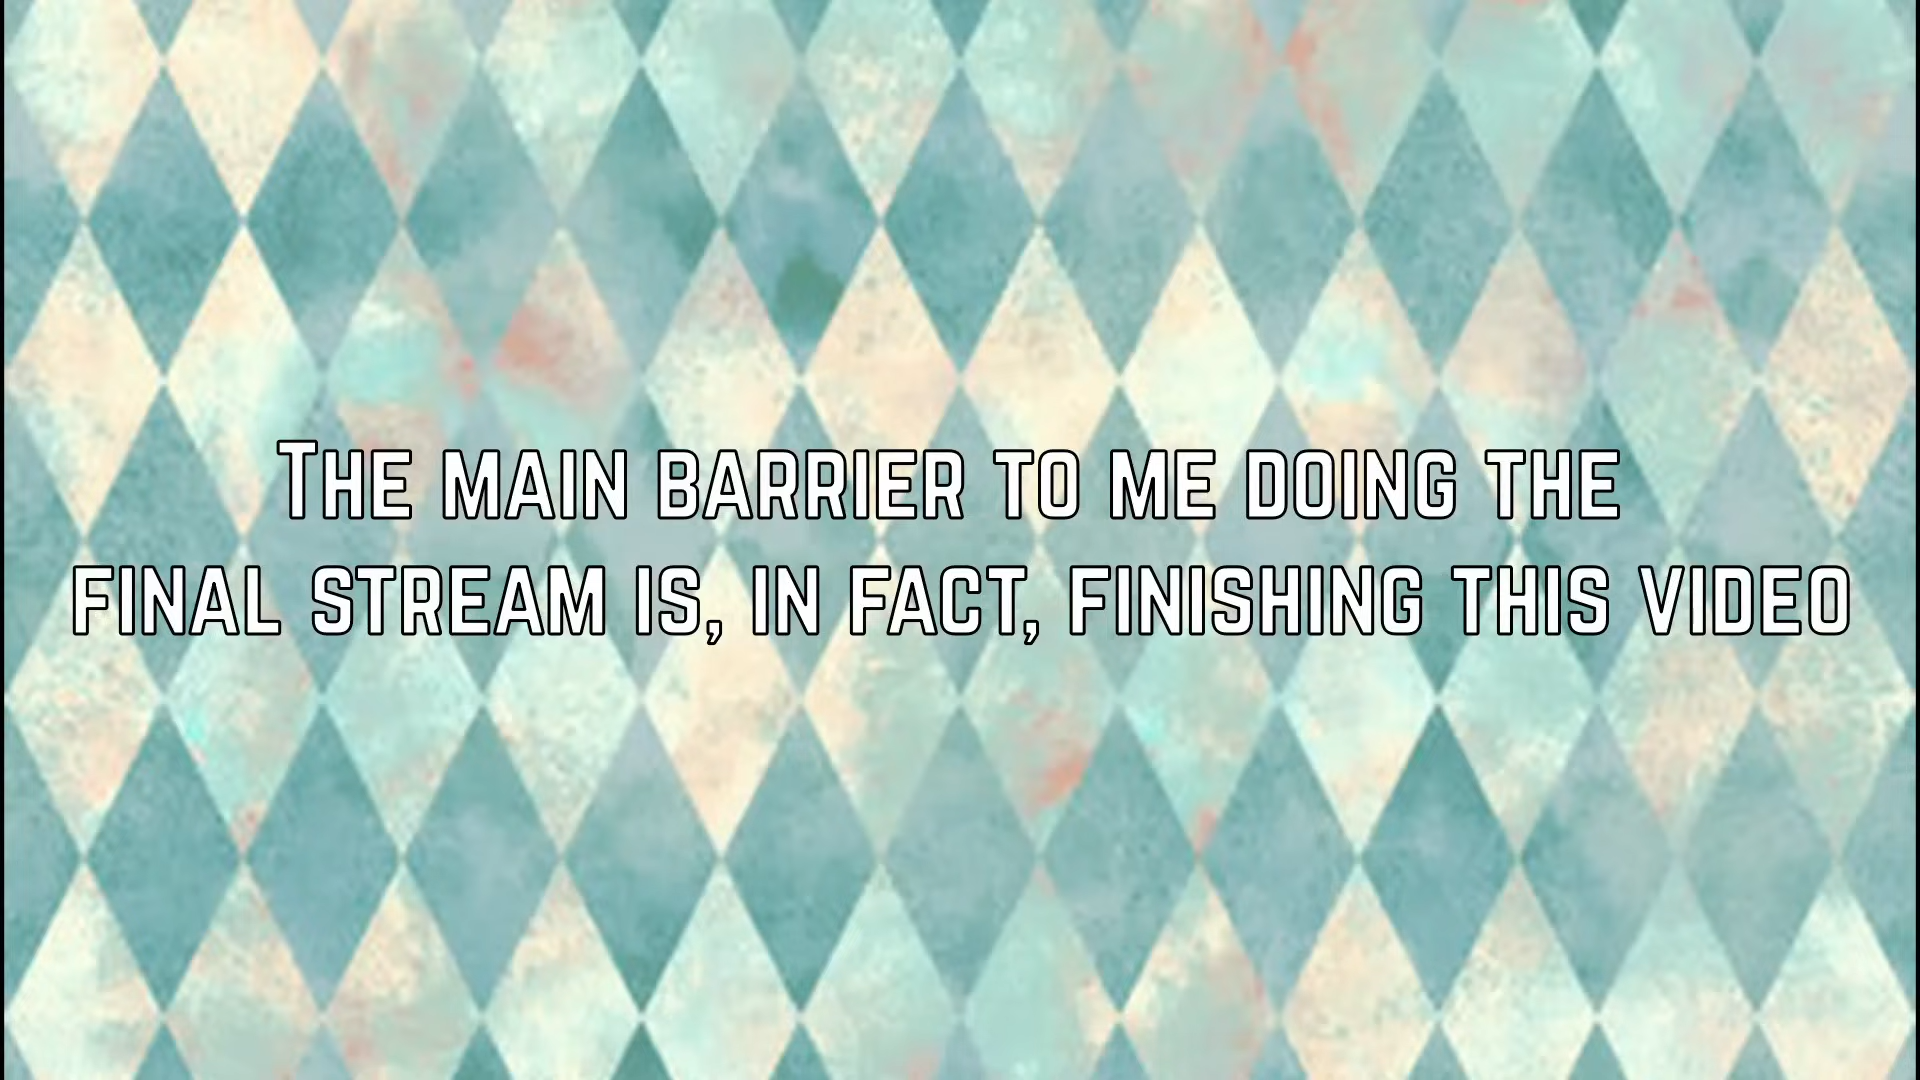 The main barrier to me doing the
final stream is, in fact, finishing this video